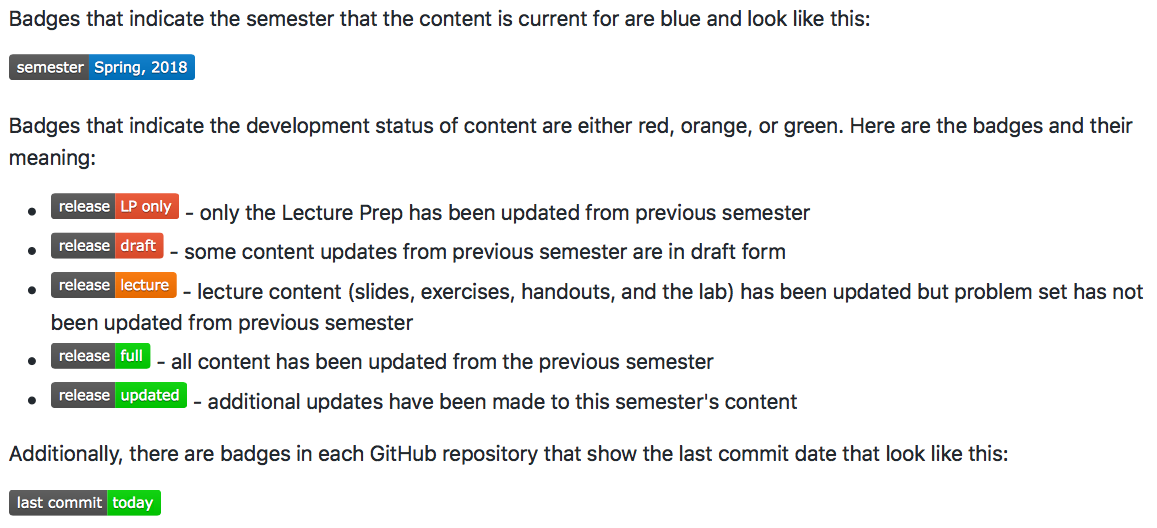 Badges that indicate the semester that the content is current for are blue and look like this:
semester Spring, 2018
Badges that indicate the development status of content are either red, orange, or green. Here are the badges and their
meaning:
• release LP only - only the Lecture Prep has been updated from previous semester
• release draft - some content updates from previous semester are in draft form
• release lecture - lecture content (slides, exercises, handouts, and the lab) has been updated but problem set has not
been updated from previous semester
• release full - all content has been updated from the previous semester
• release updated - additional updates have been made to this semester's content
Additionally, there are badges in each GitHub repository that show the last commit date that look like this:
last commit today